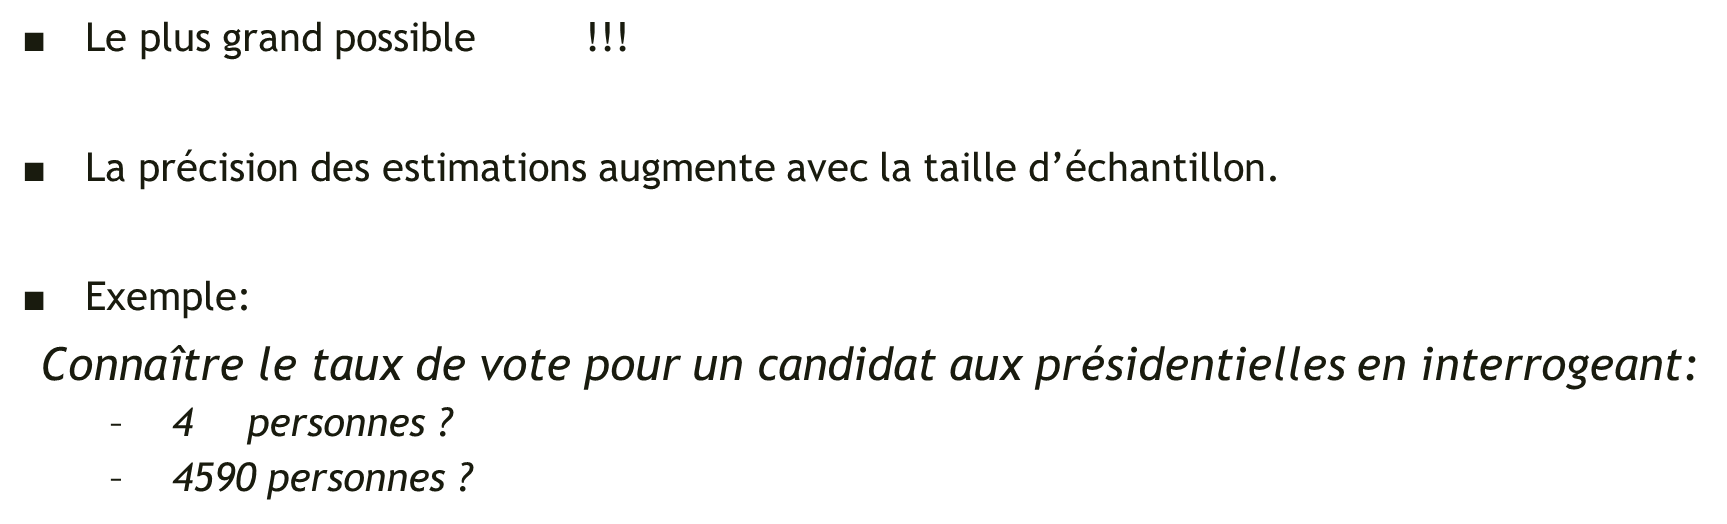 ▪ Le plus grand possible !!!
▪ La précision des estimations augmente avec la taille d’échantillon.
▪ Exemple:
Connaître le taux de vote pour un candidat aux présidentielles en interrogeant:
– 4 personnes ?
– 4590 personnes ?